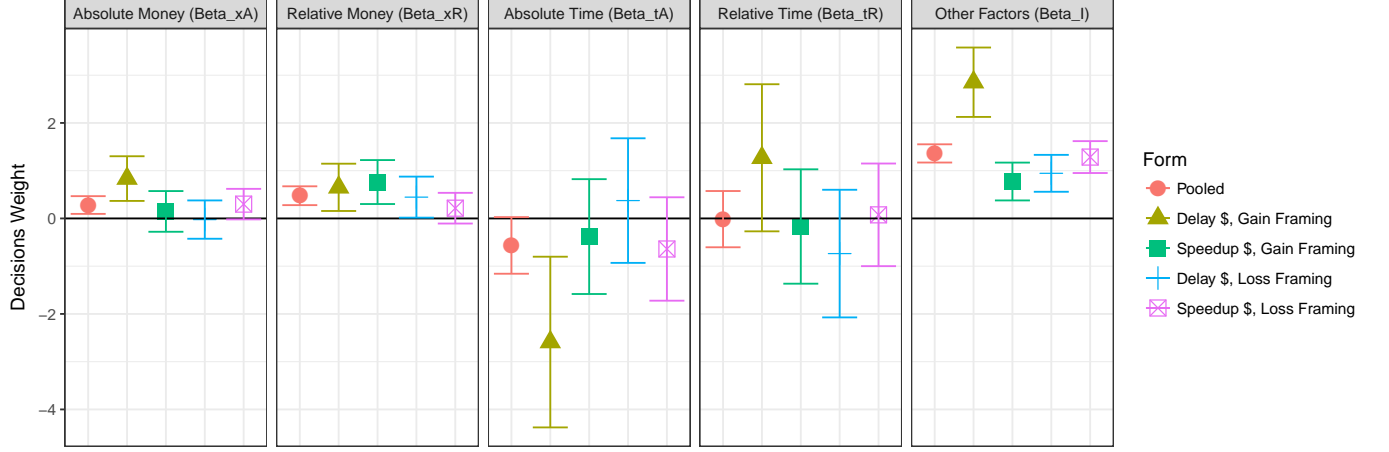 Absolute Money (Beta_xA)
Relative Money (Beta_xR)
Absolute Time (Beta_tA)
Relative Time (Beta_tR)
Other Factors (Beta_I)
Decisions Weight
2
0
−2
−4
Form
Pooled
Delay $, Gain Framing
Speedup $, Gain Framing
Delay $, Loss Framing
Speedup $, Loss Framing